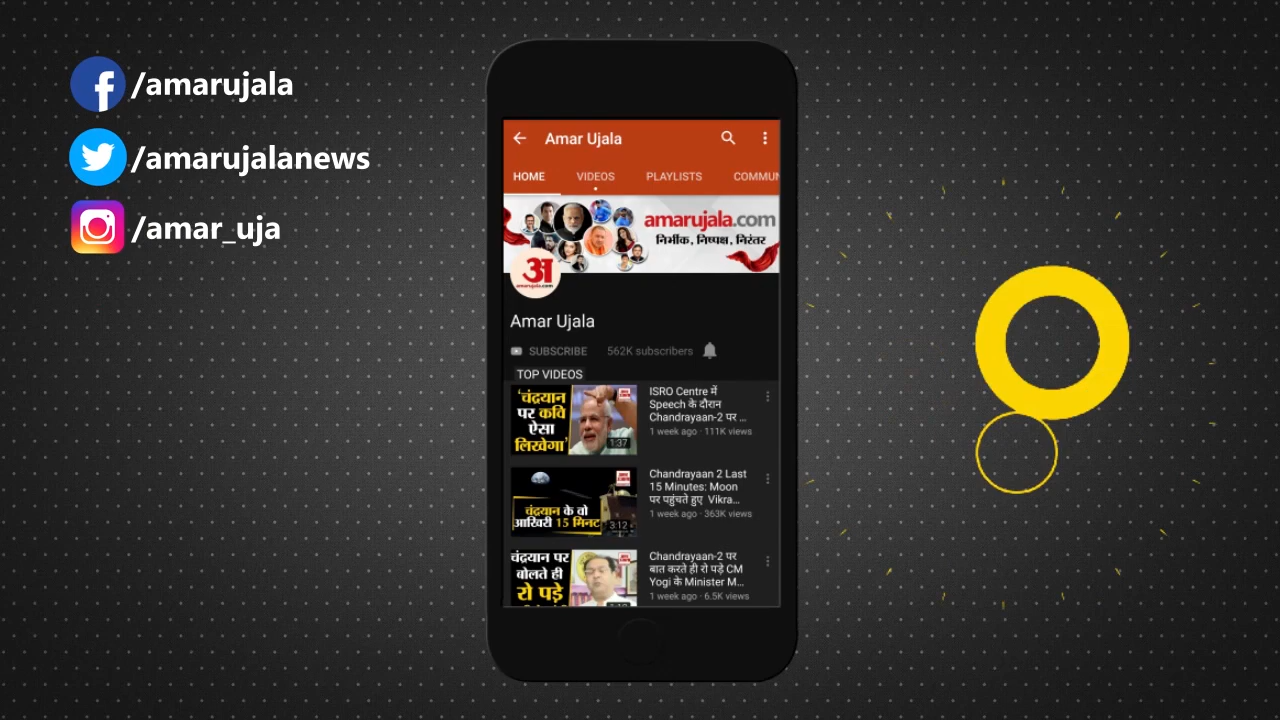 /amarujala
/amarujalanews
/amar_uja
Amar Ujala
HOME VIDEOS PLAYLISTS COMMUN
amarujala.com
निर्भीक, निष्पक्ष, निरंतर
अ
amarujala.com
Amar Ujala
SUBSCRIBE 562K subscribers
TOP VIDEOS
'चंद्रयान
पर कवि
ऐसा
लिखेगा'
1:37
ISRO Centre में
Speech के दौरान
Chandrayaan-2 पर ...
1 week ago · 111K views
चंद्रयान के वो
आखिरी 15 मिनट
3:12
Chandrayaan 2 Last
15 Minutes: Moon
पर पहुंचते हुए Vikra...
1 week ago · 363K views
चंद्रयान पर
बोलते ही
रो पड़े
Chandrayaan-2 पर
बात करते ही रो पड़े CM
Yogi के Minister M...
1 week ago · 6.5K views